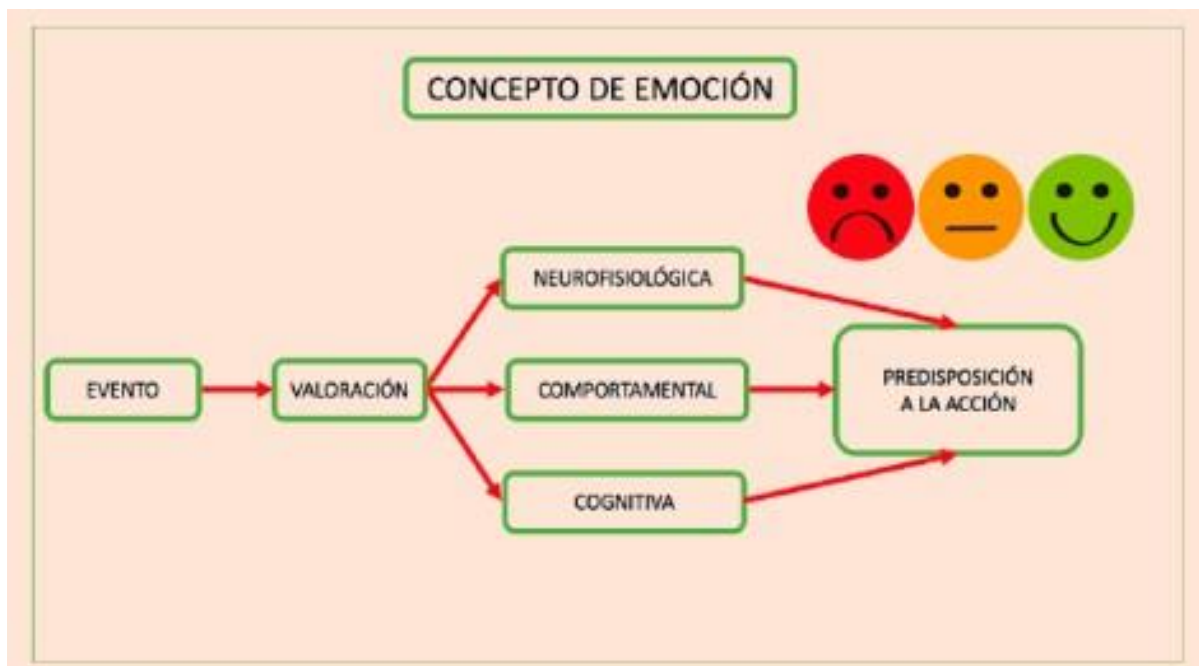 CONCEPTO DE EMOCIÓN
NEUROFISIOLÓGICA
EVENTO
VALORACIÓN
COMPORTAMENTAL
PREDISPOSICIÓN
A LA ACCIÓN
COGNITIVA